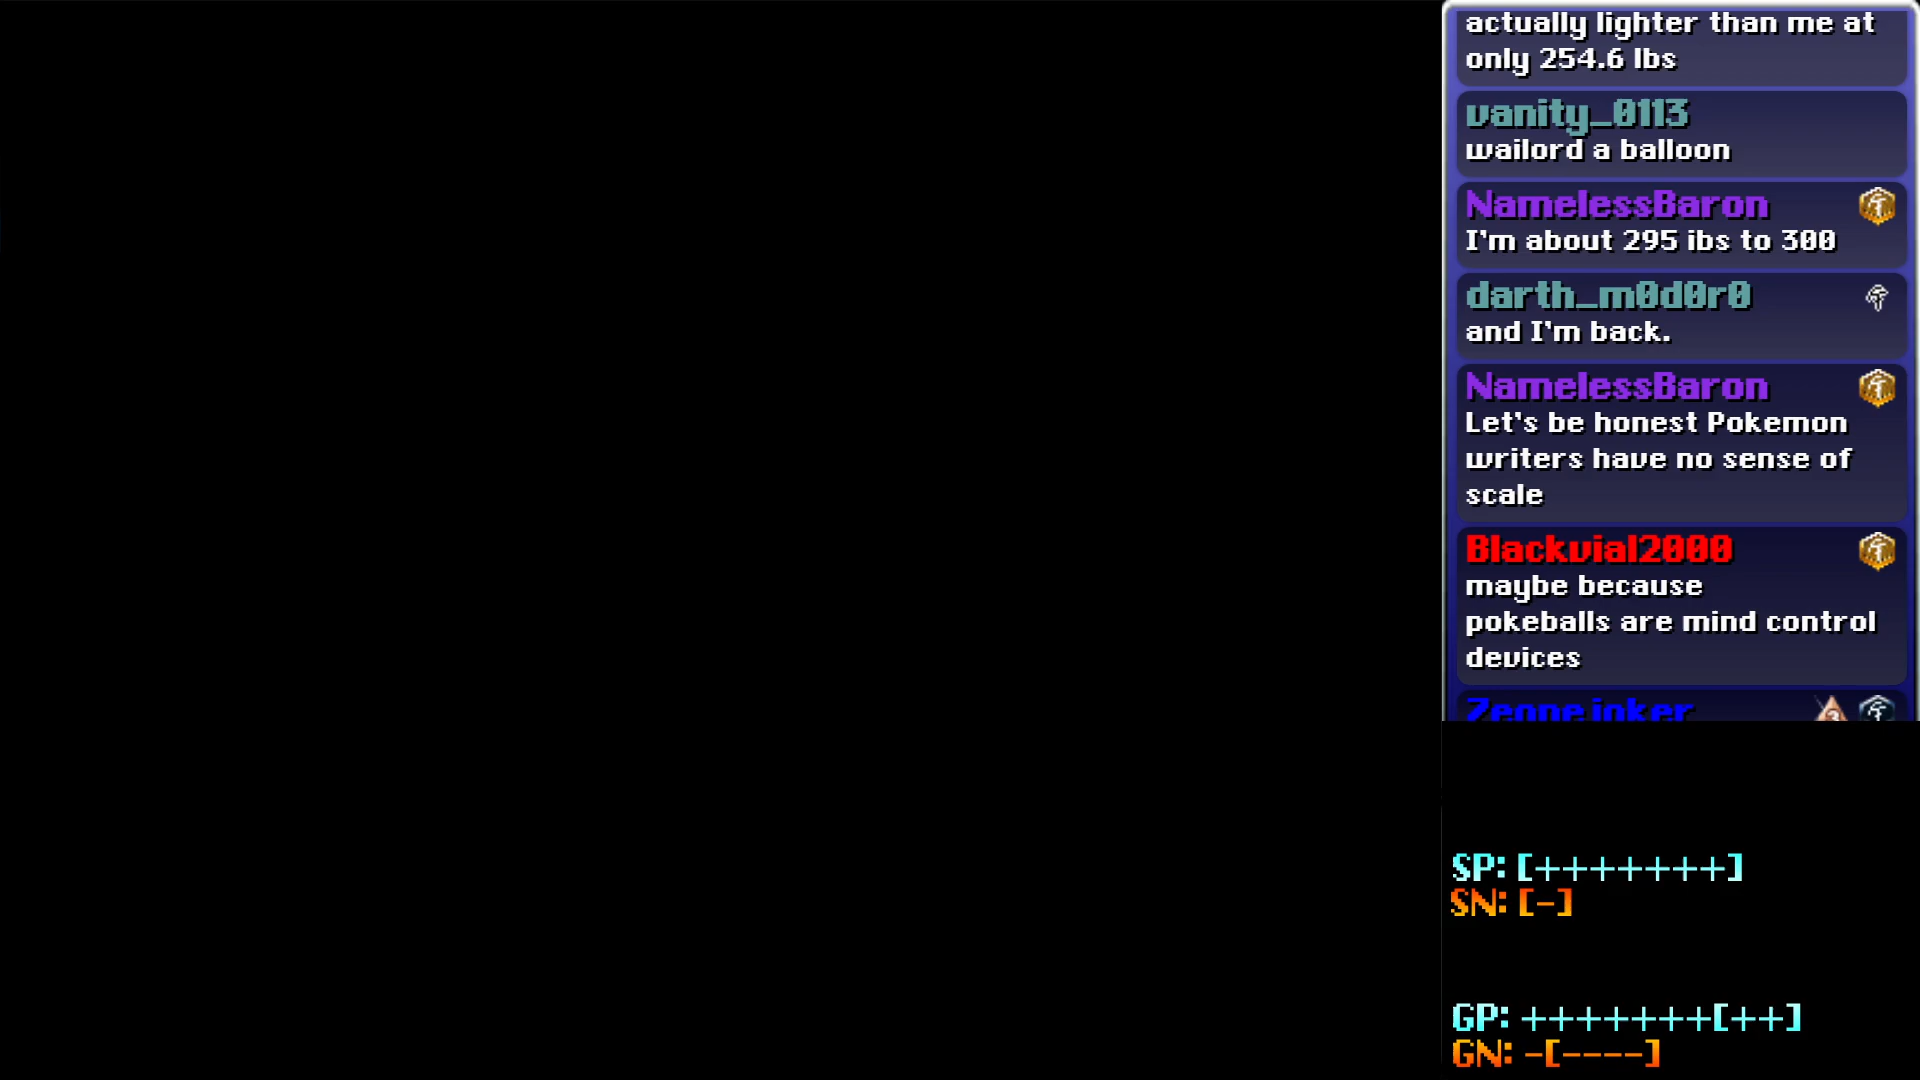 actually lighter than me at
only 254.6 lbs
vanity_0113
wailord a balloon
NamelessBaron
I'm about 295 ibs to 300
darth_m0d0r0
and I'm back.
NamelessBaron
Let's be honest Pokemon
writers have no sense of
scale
Blackvial2000
maybe because
pokeballs are mind control
devices
SP: [+++++++]
SN: [-]
GP: +++++++[++]
GN: -[----]